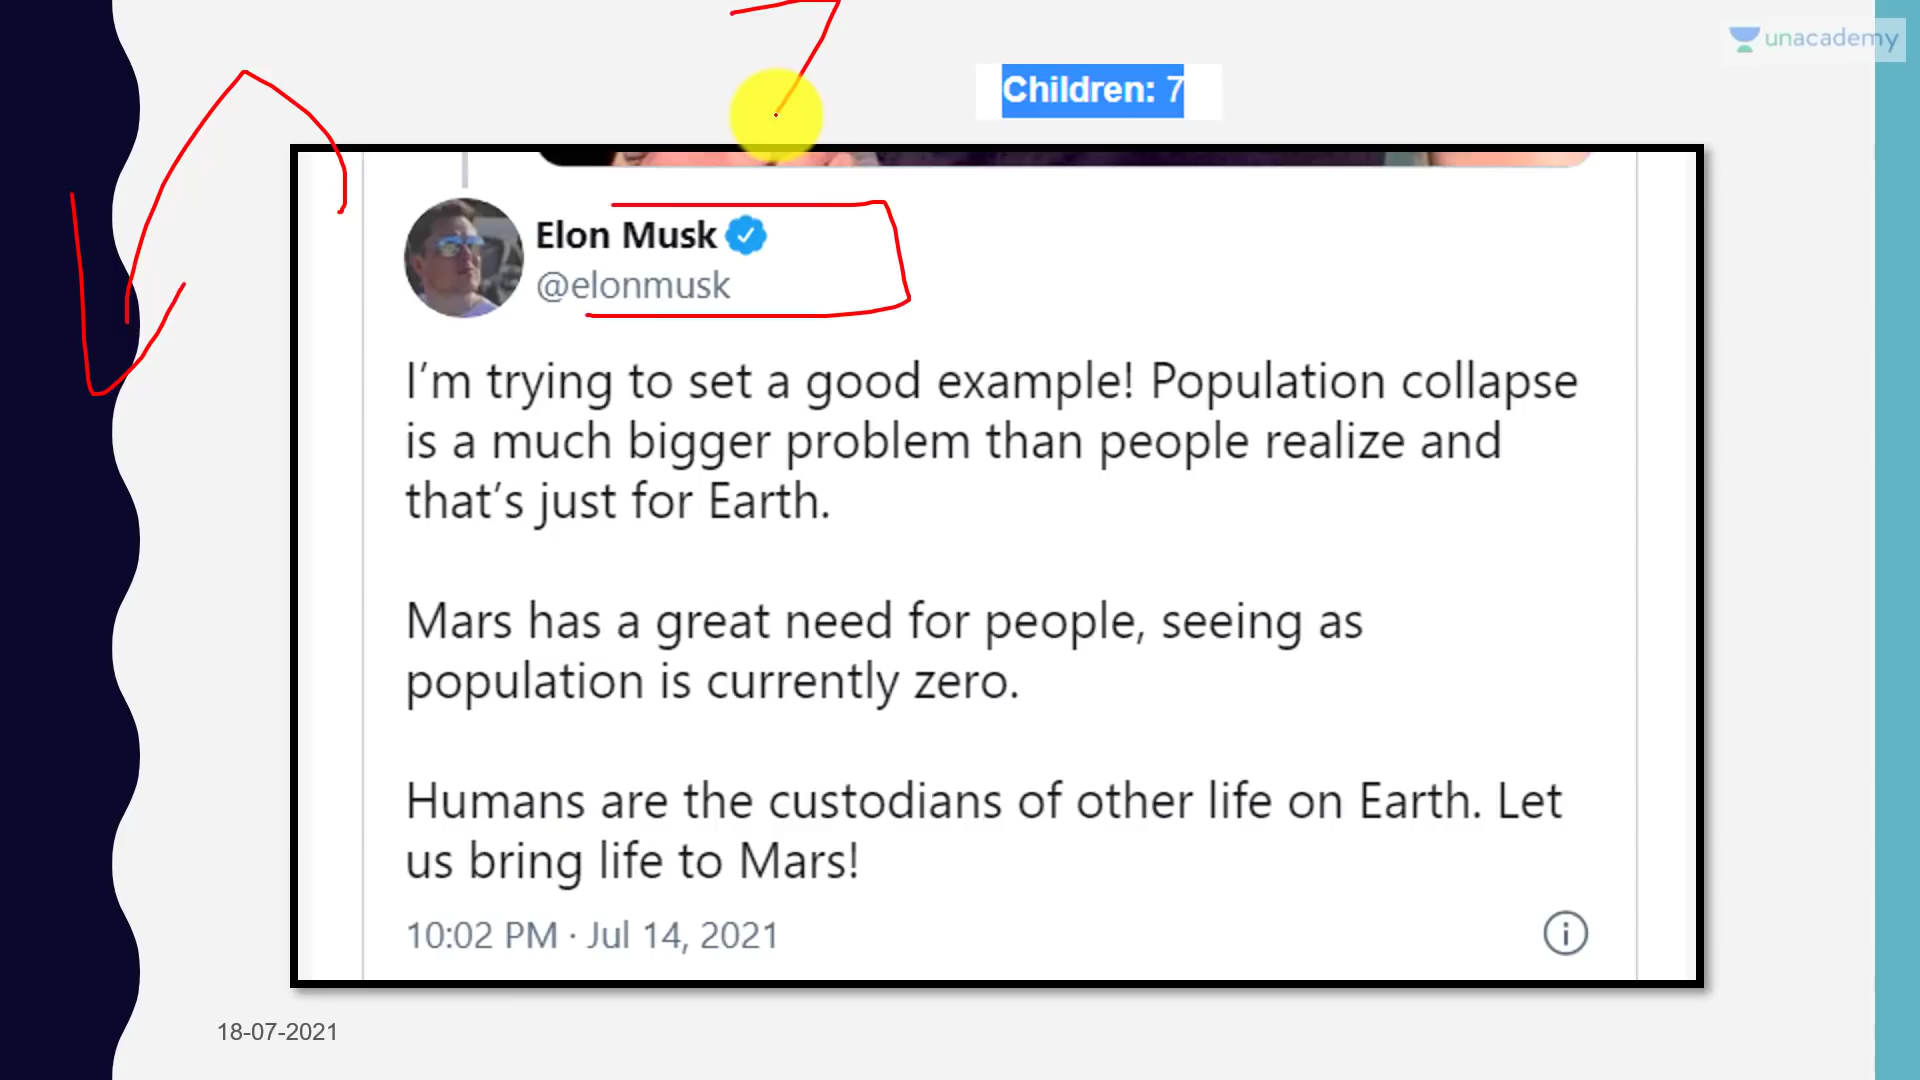 unacademy
Children: 7
7
Elon Musk
@elonmusk
I’m trying to set a good example! Population collapse
is a much bigger problem than people realize and
that’s just for Earth.
Mars has a great need for people, seeing as
population is currently zero.
Humans are the custodians of other life on Earth. Let
us bring life to Mars!
10:02 PM · Jul 14, 2021
18-07-2021